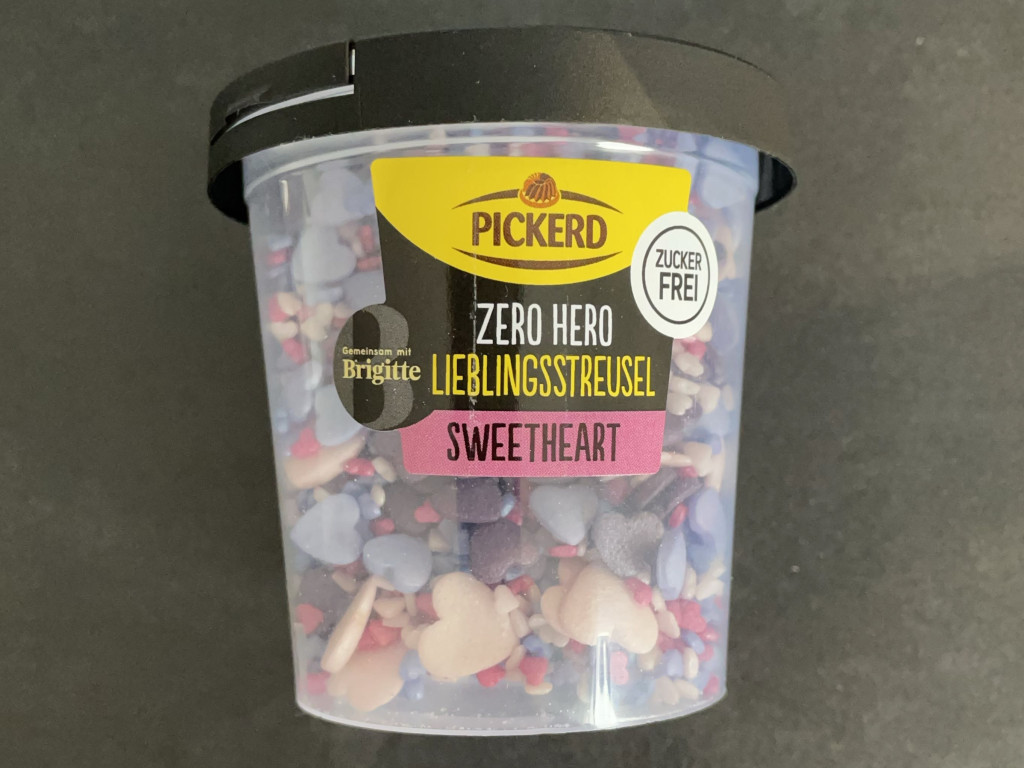 PICKERD
ZUCKER
FREI
ZERO HERO
Gemeinsam mit
Brigitte
LIEBLINGSSTREUSEL
SWEETHEART